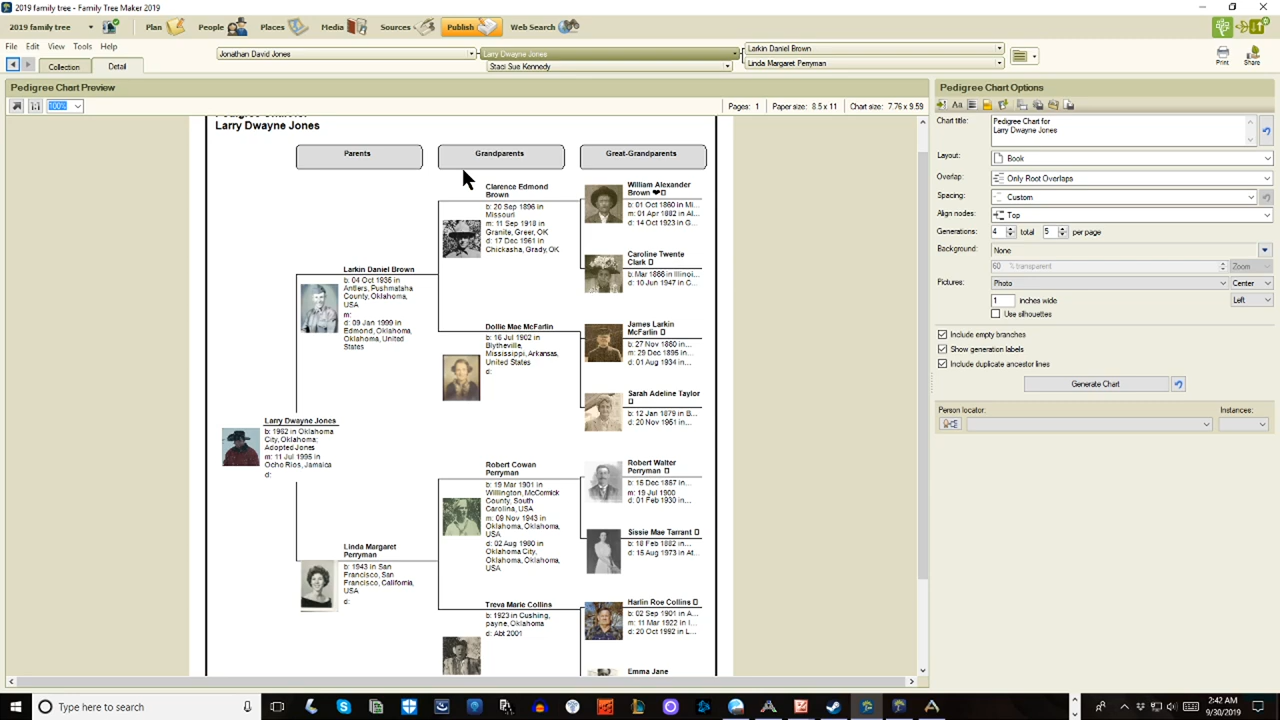 2019 family tree - Family Tree Maker 2019
2019 family tree
Plan
People
Places
Media
Sources
Publish
Web Search
File Edit View Tools Help
Jonathan David Jones
Larry Dwayne Jones
Staci Sue Kennedy
Larkin Daniel Brown
Linda Margaret Perryman
Print
Share
Collection
Detail
Pedigree Chart Preview
100%
Pages: 1
Paper size: 8.5 x 11
Chart size: 7.76 x 9.59
Larry Dwayne Jones
Parents
Grandparents
Great-Grandparents
Clarence Edmond
Brown
b: 20 Sep 1896 in
Missouri
m: 11 Sep 1918 in
Granite, Greer, OK
d: 17 Dec 1961 in
Chickasha, Grady, OK
William Alexander
Brown ❤
b: 01 Oct 1860 in Mi...
m: 01 Apr 1882 in Al...
d: 14 Oct 1923 in G...
Caroline Twente
Clark
b: Mar 1866 in Illinoi...
d: 10 Jun 1947 in G...
Larkin Daniel Brown
b: 04 Oct 1935 in
Antlers, Pushmataha
County, Oklahoma,
USA
m:
d: 09 Jan 1999 in
Edmond, Oklahoma,
Oklahoma, United
States
Dollie Mae McFarlin
b: 16 Jul 1902 in
Blytheville,
Mississippi, Arkansas,
United States
d:
James Larkin
McFarlin
b: 27 Nov 1860 in...
m: 29 Dec 1895 in...
d: 01 Aug 1934 in...
Sarah Adeline Taylor
b: 12 Jan 1879 in B...
d: 20 Nov 1951 in...
Larry Dwayne Jones
b: 1962 in Oklahoma
City, Oklahoma;
Adopted Jones
m: 11 Jul 1995 in
Ocho Rios, Jamaica
d:
Robert Cowan
Perryman
b: 19 Mar 1901 in
Willington, McCormick
County, South
Carolina, USA
m: 09 Nov 1943 in
Oklahoma, Oklahoma,
USA
d: 02 Aug 1980 in
Oklahoma City,
Oklahoma, Oklahoma,
USA
Robert Walter
Perryman
b: 15 Dec 1867 in...
m: 19 Jul 1900
d: 01 Feb 1930 in...
Sissie Mae Tarrant
b: 18 Feb 1882 in...
d: 15 Aug 1973 in At...
Linda Margaret
Perryman
b: 1943 in San
Francisco, San
Francisco, California,
USA
d:
Treva Marie Collins
b: 1923 in Cushing,
payne, Oklahoma
d: Abt 2001
Harlin Roe Collins
b: 02 Sep 1901 in A...
m: 11 Mar 1922 in I...
d: 20 Oct 1992 in L...
Emma Jane
Pedigree Chart Options
Chart title:
Pedigree Chart for
Larry Dwayne Jones
Layout: Book
Overlap: Only Root Overlaps
Spacing: Custom
Align nodes: Top
Generations: 4 total 5 per page
Background: None
60 % transparent Zoom
Pictures: Photo Center
1 inches wide Left
Use silhouettes
Include empty branches
Show generation labels
Include duplicate ancestor lines
Generate Chart
Person locator:
Instances:
Type here to search
2:42 AM
9/30/2019